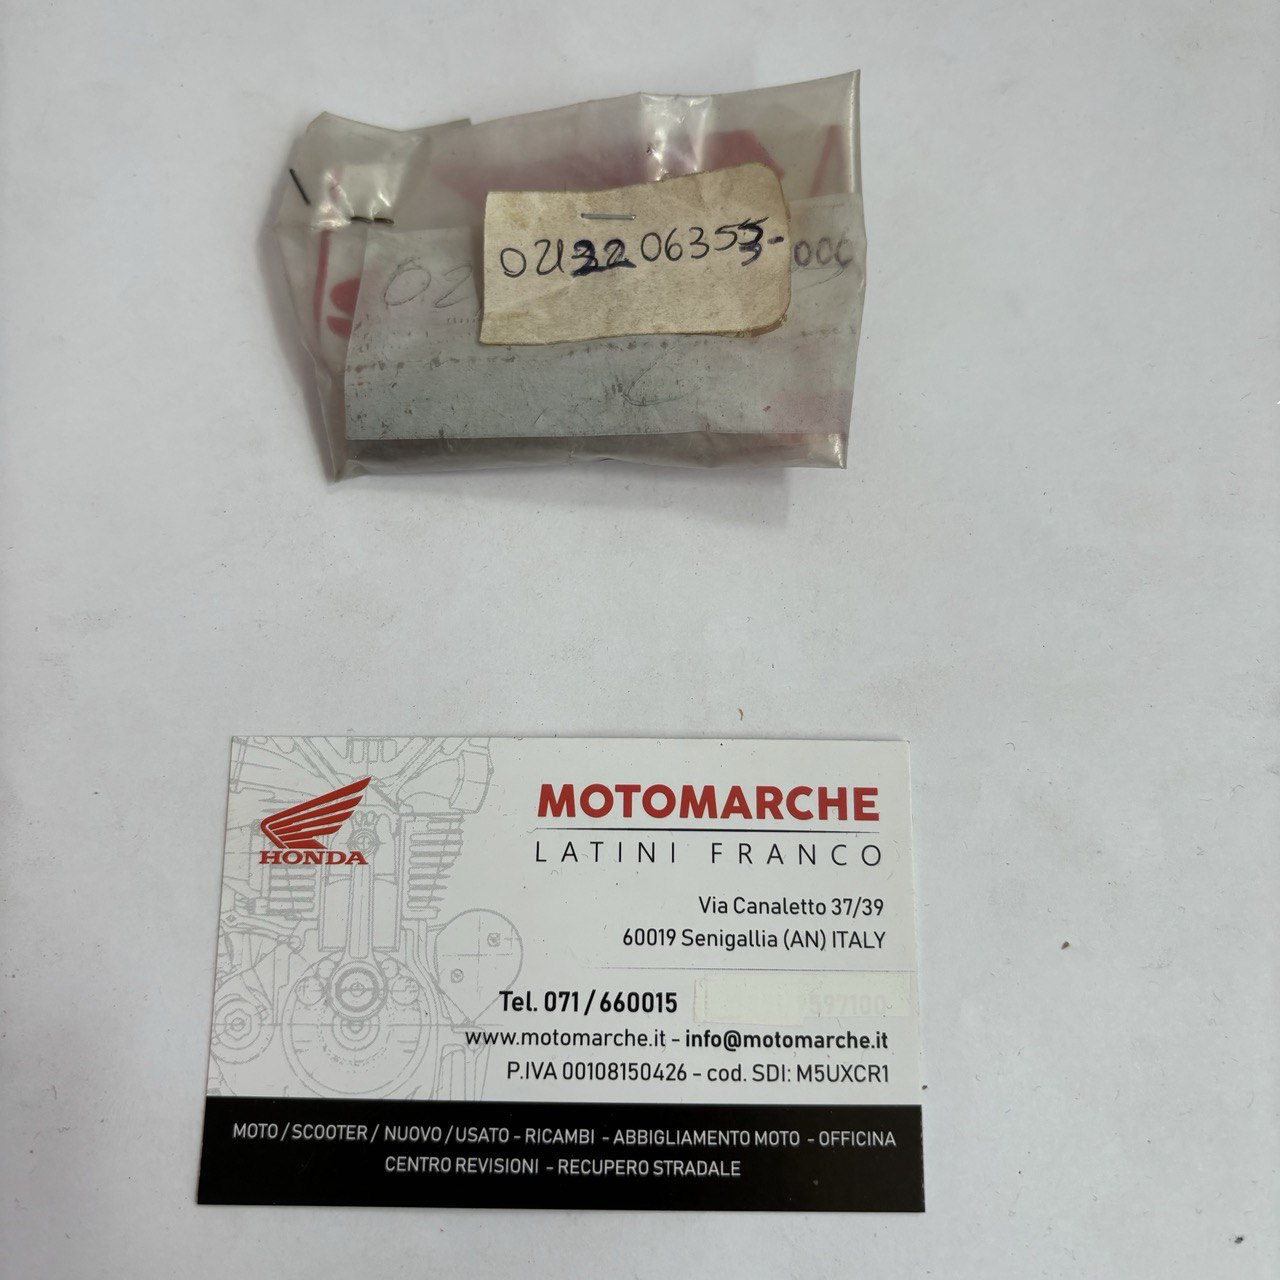 02
000
HONDA
MOTOMARCHE
LATINI FRANCO
Via Canaletto 37/39
60019 Senigallia (AN) ITALY
Tel. 071/660015
597100
www.motomarche.it - info@motomarche.it
P.IVA 00108150426 - cod. SDI: M5UXCR1
MOTO/SCOOTER/ NUOVO/USATO - RICAMBI - ABBIGLIAMENTO MOTO - OFFICINA
CENTRO REVISIONI - RECUPERO STRADALE